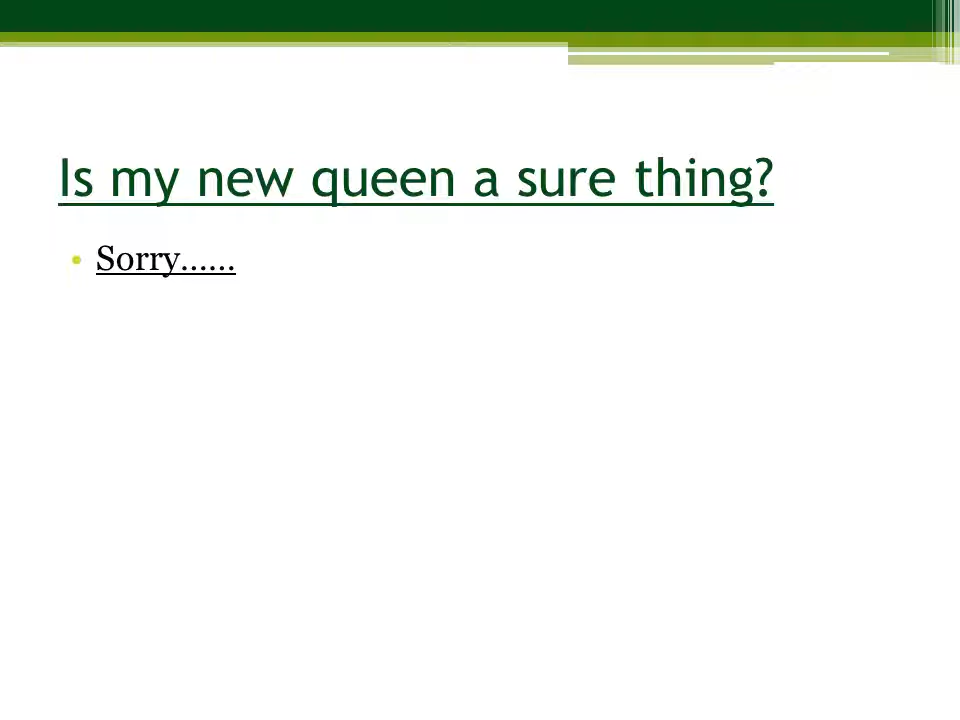 Is my new queen a sure thing?
• Sorry......